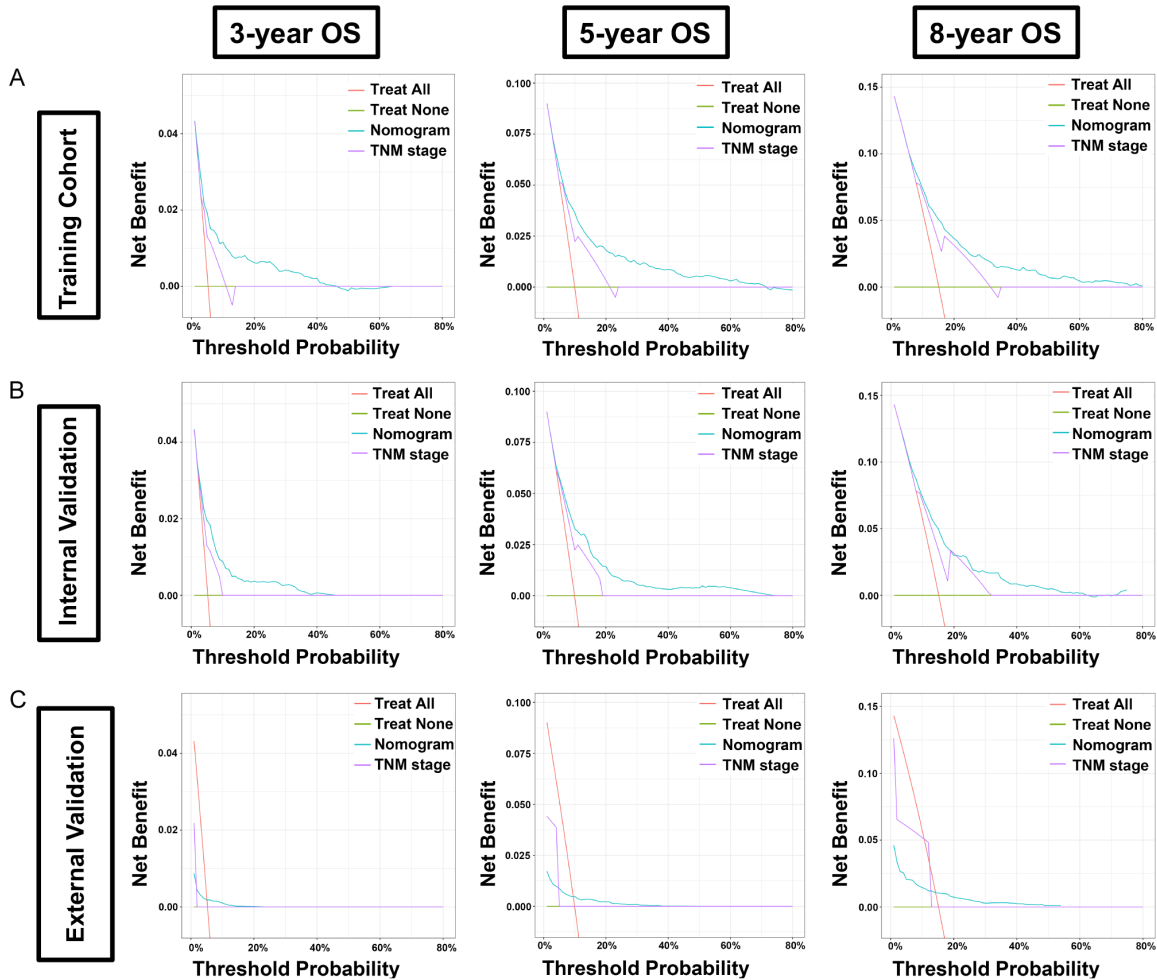 3-year OS
5-year OS
8-year OS
A
Training Cohort
Net Benefit
0.04
0.02
0.00
Treat All
Treat None
Nomogram
TNM stage
0%
20%
40%
60%
80%
Threshold Probability
Net Benefit
0.100
0.075
0.050
0.025
0.000
Treat All
Treat None
Nomogram
TNM stage
0%
20%
40%
60%
80%
Threshold Probability
Net Benefit
0.15
0.10
0.05
0.00
Treat All
Treat None
Nomogram
TNM stage
0%
20%
40%
60%
80%
Threshold Probability
B
Internal Validation
Net Benefit
0.04
0.02
0.00
Treat All
Treat None
Nomogram
TNM stage
0%
20%
40%
60%
80%
Threshold Probability
Net Benefit
0.100
0.075
0.050
0.025
0.000
Treat All
Treat None
Nomogram
TNM stage
0%
20%
40%
60%
80%
Threshold Probability
Net Benefit
0.15
0.10
0.05
0.00
Treat All
Treat None
Nomogram
TNM stage
0%
20%
40%
60%
80%
Threshold Probability
C
External Validation
Net Benefit
0.04
0.02
0.00
Treat All
Treat None
Nomogram
TNM stage
0%
20%
40%
60%
80%
Threshold Probability
Net Benefit
0.100
0.075
0.050
0.025
0.000
Treat All
Treat None
Nomogram
TNM stage
0%
20%
40%
60%
80%
Threshold Probability
Net Benefit
0.15
0.10
0.05
0.00
Treat All
Treat None
Nomogram
TNM stage
0%
20%
40%
60%
80%
Threshold Probability